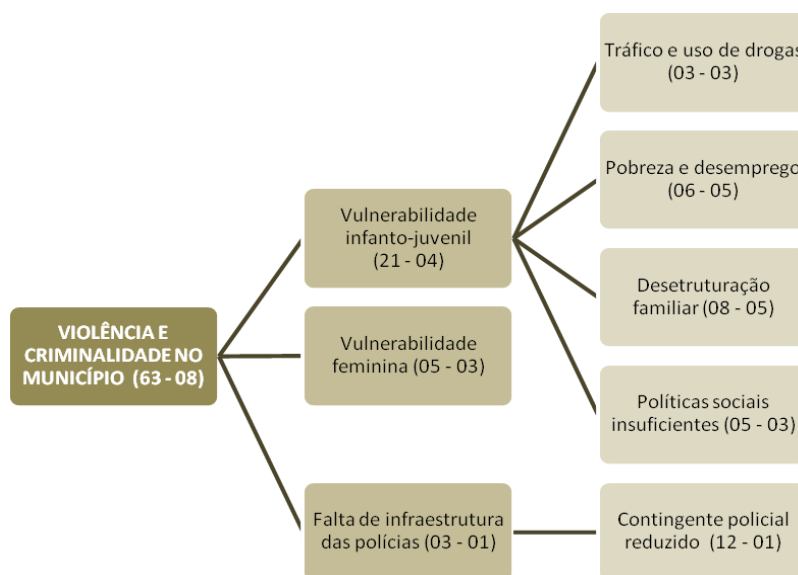 VIOLÊNCIA E
CRIMINALIDADE NO
MUNICÍPIO (63 - 08)
Vulnerabilidade
infanto-juvenil
(21 - 04)
Vulnerabilidade
feminina (05 - 03)
Falta de infraestrutura
das polícias (03 - 01)
Tráfico e uso de drogas
(03 - 03)
Pobreza e desemprego
(06 - 05)
Desetruturação
familiar (08 - 05)
Políticas sociais
insuficientes (05 - 03)
Contingente policial
reduzido (12 - 01)